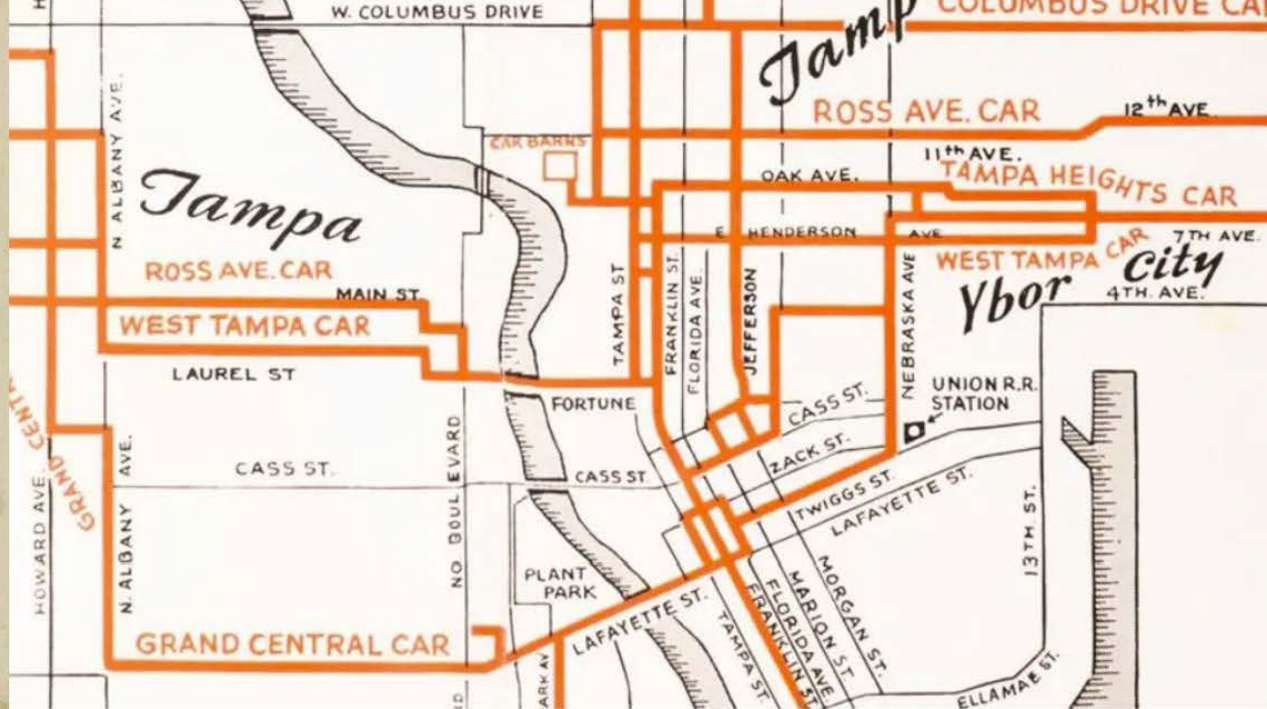 W. COLUMBUS DRIVE
COLUMBUS DRIVE
Tamp
ROSS AVE. CAR
12th AVE.
N ALBANY AVE.
CAR BARNS
11th AVE.
OAK AVE.
TAMPA HEIGHTS CAR
Tampa
E HENDERSON AVE
7TH AVE.
WEST TAMPA CAR
Ybor City
4TH. AVE.
ROSS AVE. CAR
MAIN ST.
WEST TAMPA CAR
TAMPA ST
FRANKLIN ST.
FLORIDA AVE.
JEFFERSON
NEBRASKA AVE
LAUREL ST
FORTUNE
UNION R.R.
STATION
CASS ST.
GRAND
HOWARD AVE.
N. ALBANY AVE.
CASS ST.
NO. BOULEVARD
CASS ST.
ZACK ST.
TWIGGS ST.
LAFAYETTE ST.
13TH. ST.
PLANT
PARK
LAFAYETTE ST.
GRAND CENTRAL CAR
TAMPA ST.
FRANKLIN ST
FLORIDA AVE.
MARION ST.
MORGAN ST.
ELLAMAE ST.